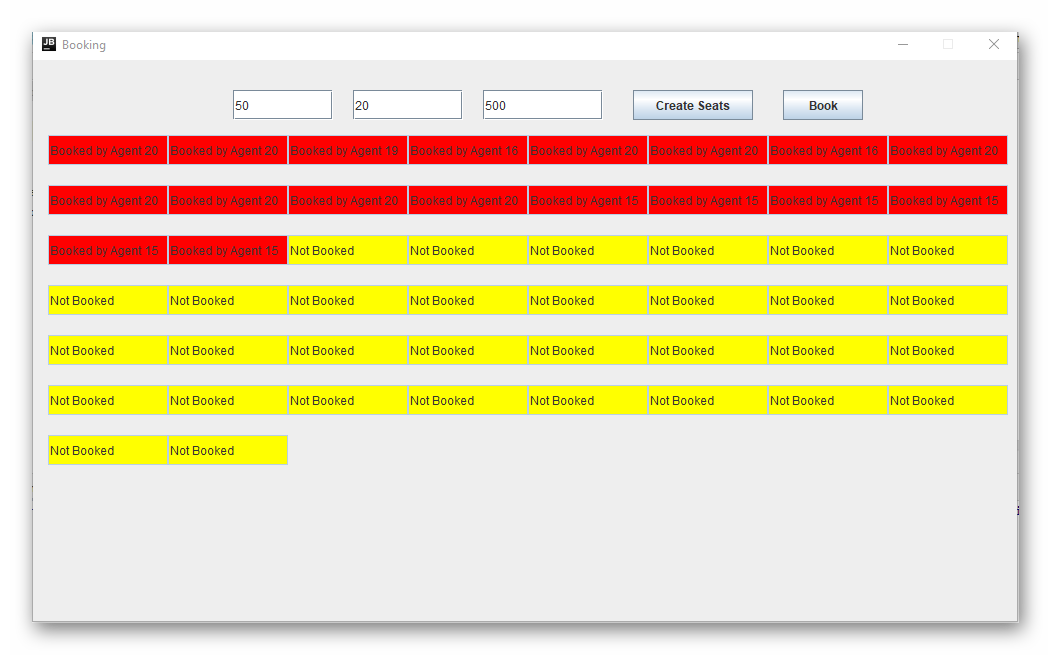 JB Booking
50 20 500 Create Seats Book
Booked by Agent 20 Booked by Agent 20 Booked by Agent 19 Booked by Agent 16 Booked by Agent 20 Booked by Agent 20 Booked by Agent 16 Booked by Agent 20
Booked by Agent 20 Booked by Agent 20 Booked by Agent 20 Booked by Agent 20 Booked by Agent 15 Booked by Agent 15 Booked by Agent 15 Booked by Agent 15
Booked by Agent 15 Booked by Agent 15 Not Booked Not Booked Not Booked Not Booked Not Booked Not Booked
Not Booked Not Booked Not Booked Not Booked Not Booked Not Booked Not Booked Not Booked
Not Booked Not Booked Not Booked Not Booked Not Booked Not Booked Not Booked Not Booked
Not Booked Not Booked Not Booked Not Booked Not Booked Not Booked Not Booked Not Booked
Not Booked Not Booked